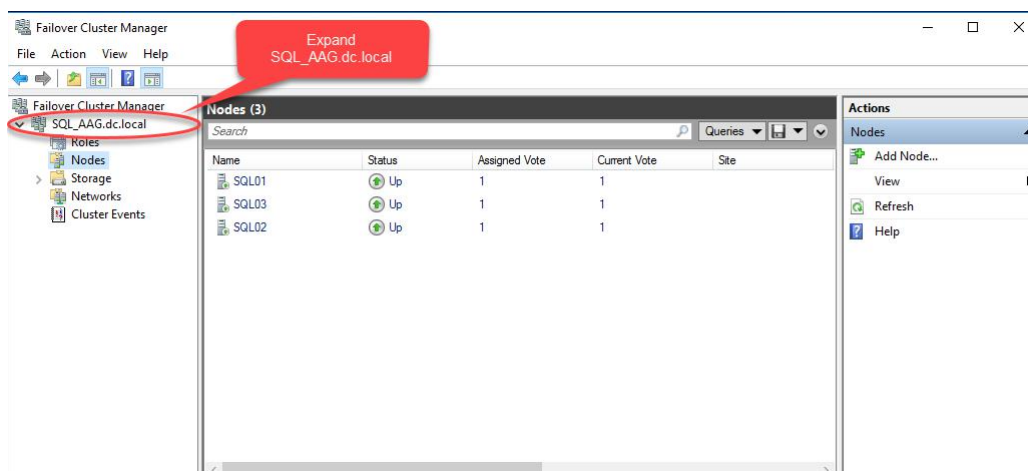 Failover Cluster Manager
File Action View Help
Expand
SQL_AAG.dc.local
Failover Cluster Manager
SQL_AAG.dc.local
Roles
Nodes
Storage
Networks
Cluster Events
Nodes (3)
Search
Queries
Name Status Assigned Vote Current Vote Site
SQL01 Up 1 1
SQL03 Up 1 1
SQL02 Up 1 1
Actions
Nodes
Add Node...
View
Refresh
Help